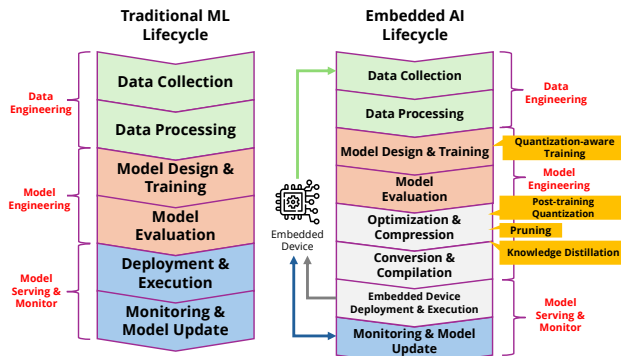 Traditional ML
Lifecycle
Data Collection
Data Processing
Model Design &
Training
Model
Evaluation
Deployment &
Execution
Monitoring &
Model Update
Data
Engineering
Model
Engineering
Model
Serving &
Monitor
Embedded
Device
Embedded AI
Lifecycle
Data Collection
Data Processing
Model Design & Training
Model
Evaluation
Optimization &
Compression
Conversion &
Compilation
Embedded Device
Deployment & Execution
Monitoring & Model
Update
Data
Engineering
Quantization-aware
Training
Model
Engineering
Post-training
Quantization
Pruning
Knowledge Distillation
Model
Serving &
Monitor